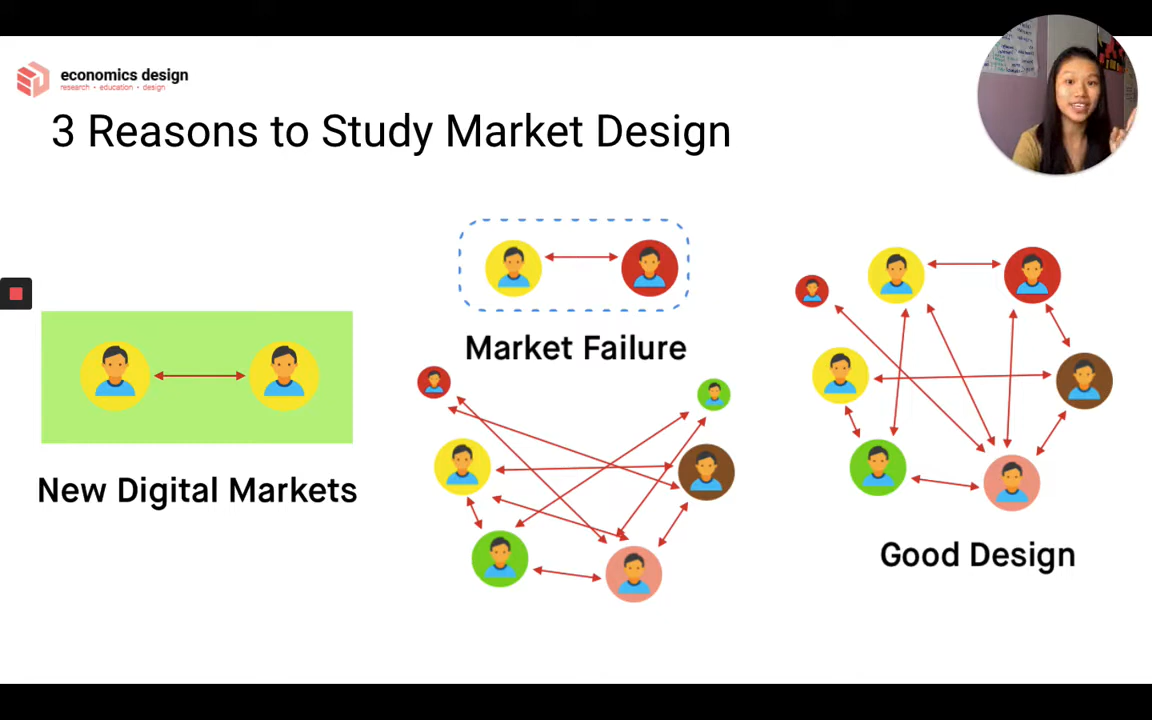 economics design
research • education • design
3 Reasons to Study Market Design
Market Failure
New Digital Markets
Good Design